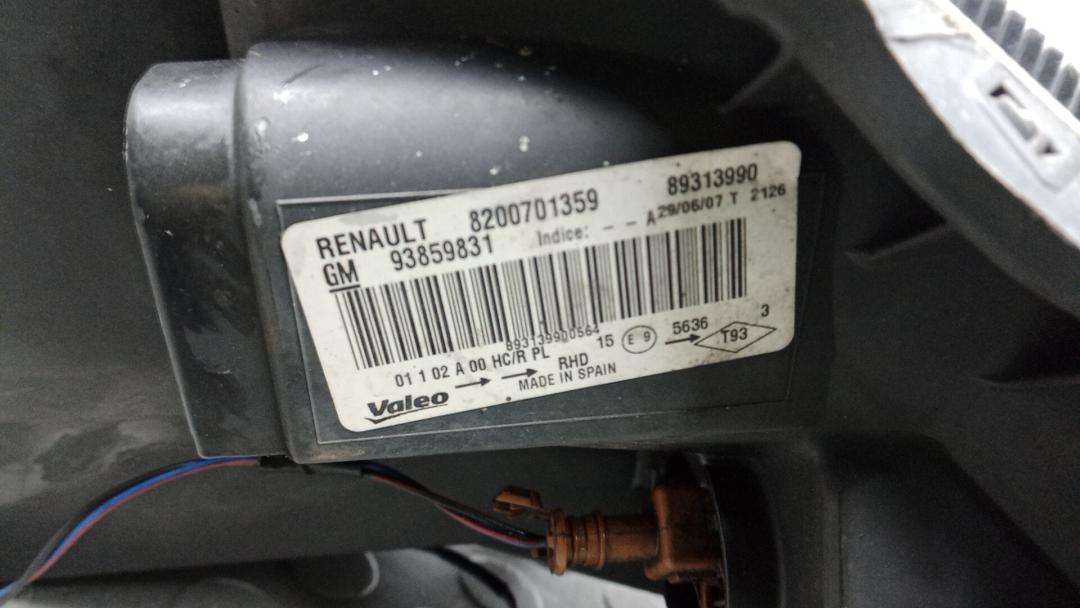 RENAULT 8200701359 89313990
GM 93859831 Indice: - - A 29/06/07 T 2126
893139900564
01 1 02 A 00 HC/R PL 15 E 9 5636 T93 3
RHD
Valeo MADE IN SPAIN